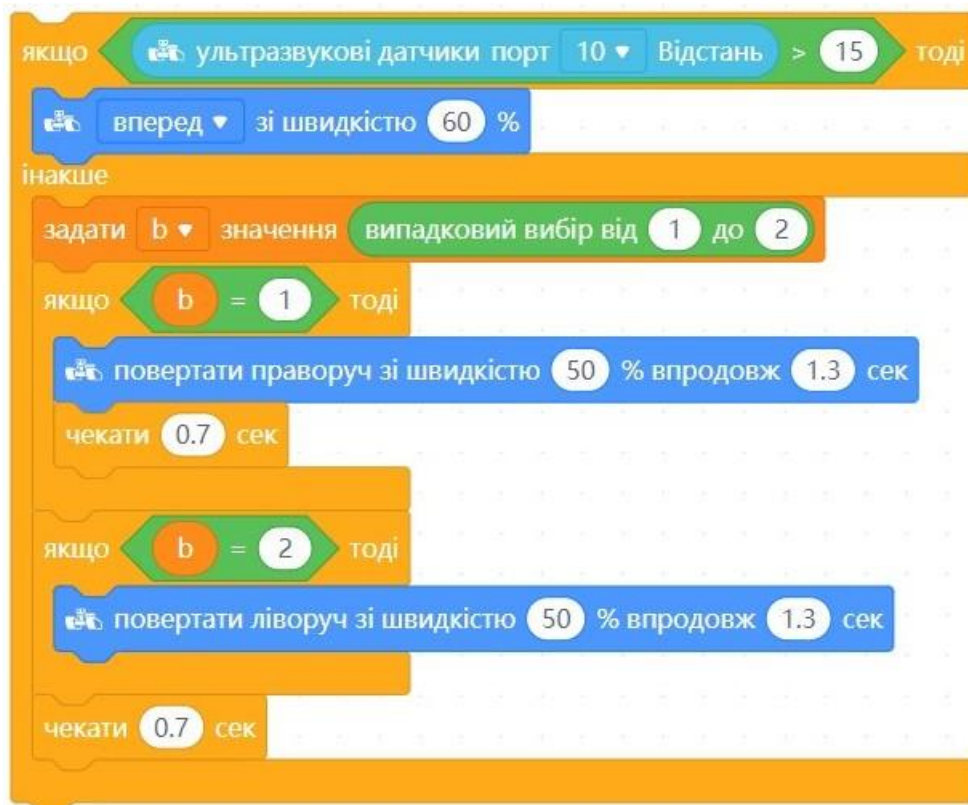 якщо ультразвукові датчики порт 10 Відстань > 15 тоді
вперед зі швидкістю 60 %
інакше
задати b значення випадковий вибір від 1 до 2
якщо b = 1 тоді
повертати праворуч зі швидкістю 50 % впродовж 1.3 сек
чекати 0.7 сек
якщо b = 2 тоді
повертати ліворуч зі швидкістю 50 % впродовж 1.3 сек
чекати 0.7 сек